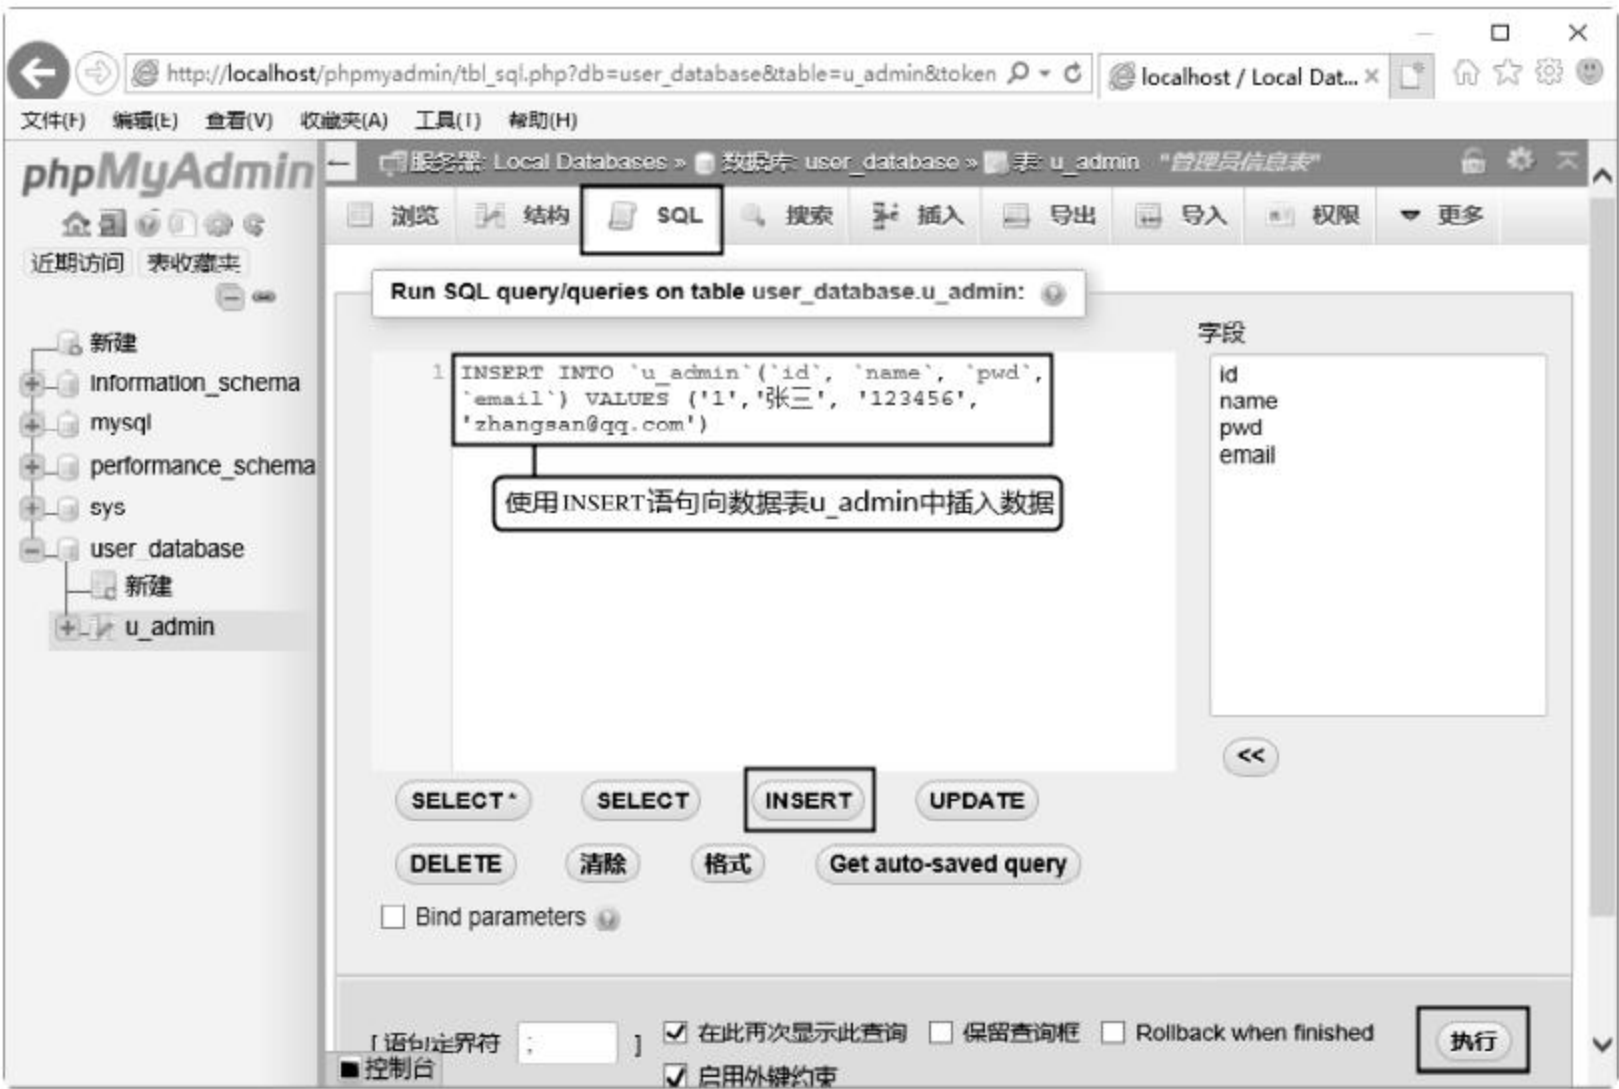 http://localhost/phpmyadmin/tbl_sql.php?db=user_database&table=u_admin&token
localhost / Local Dat...
文件(F) 编辑(E) 查看(V) 收藏夹(A) 工具(T) 帮助(H)
phpMyAdmin
近期访问 表收藏夹
新建
information_schema
mysql
performance_schema
sys
user_database
新建
u_admin
服务器: Local Databases » 数据库: user_database » 表: u_admin "管理员信息表"
浏览 结构 SQL 搜索 插入 导出 导入 权限 更多
Run SQL query/queries on table user_database.u_admin:
1 INSERT INTO `u_admin`(`id`, `name`, `pwd`,
`email`) VALUES ('1','张三', '123456',
'zhangsan@qq.com')
使用INSERT语句向数据表u_admin中插入数据
字段
id
name
pwd
email
<<
SELECT * SELECT INSERT UPDATE
DELETE 清除 格式 Get auto-saved query
Bind parameters
[ 语句定界符 ; ] 在此再次显示此查询 保留查询框 Rollback when finished 执行
控制台 启用外键约束